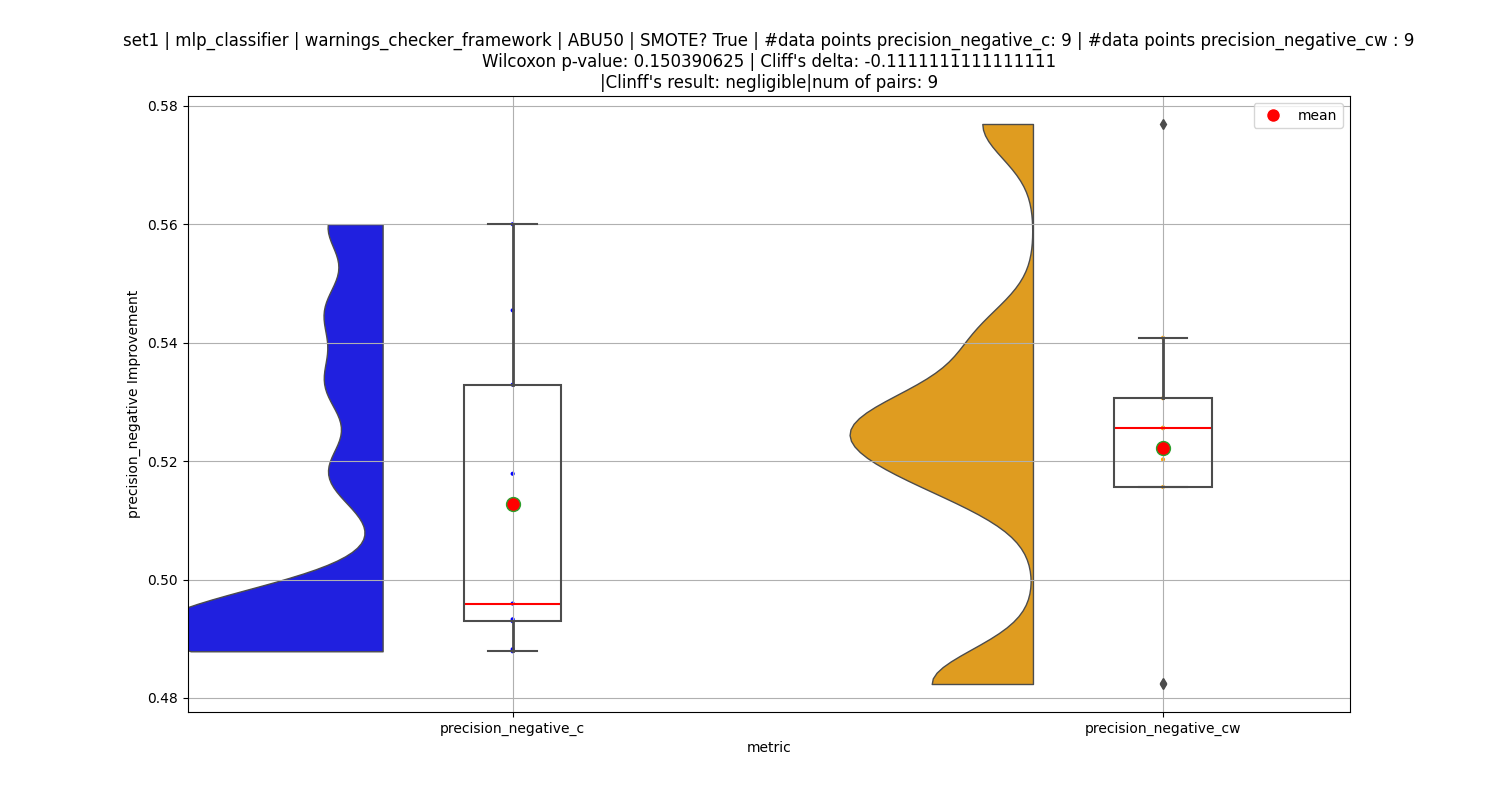 set1 | mlp_classifier | warnings_checker_framework | ABU50 | SMOTE? True | #data points precision_negative_c: 9 | #data points precision_negative_cw : 9
Wilcoxon p-value: 0.150390625 | Cliff's delta: -0.1111111111111111
|Clinff's result: negligible|num of pairs: 9
mean
0.58
0.56
0.54
0.52
0.50
0.48
precision_negative Improvement
precision_negative_c
precision_negative_cw
metric